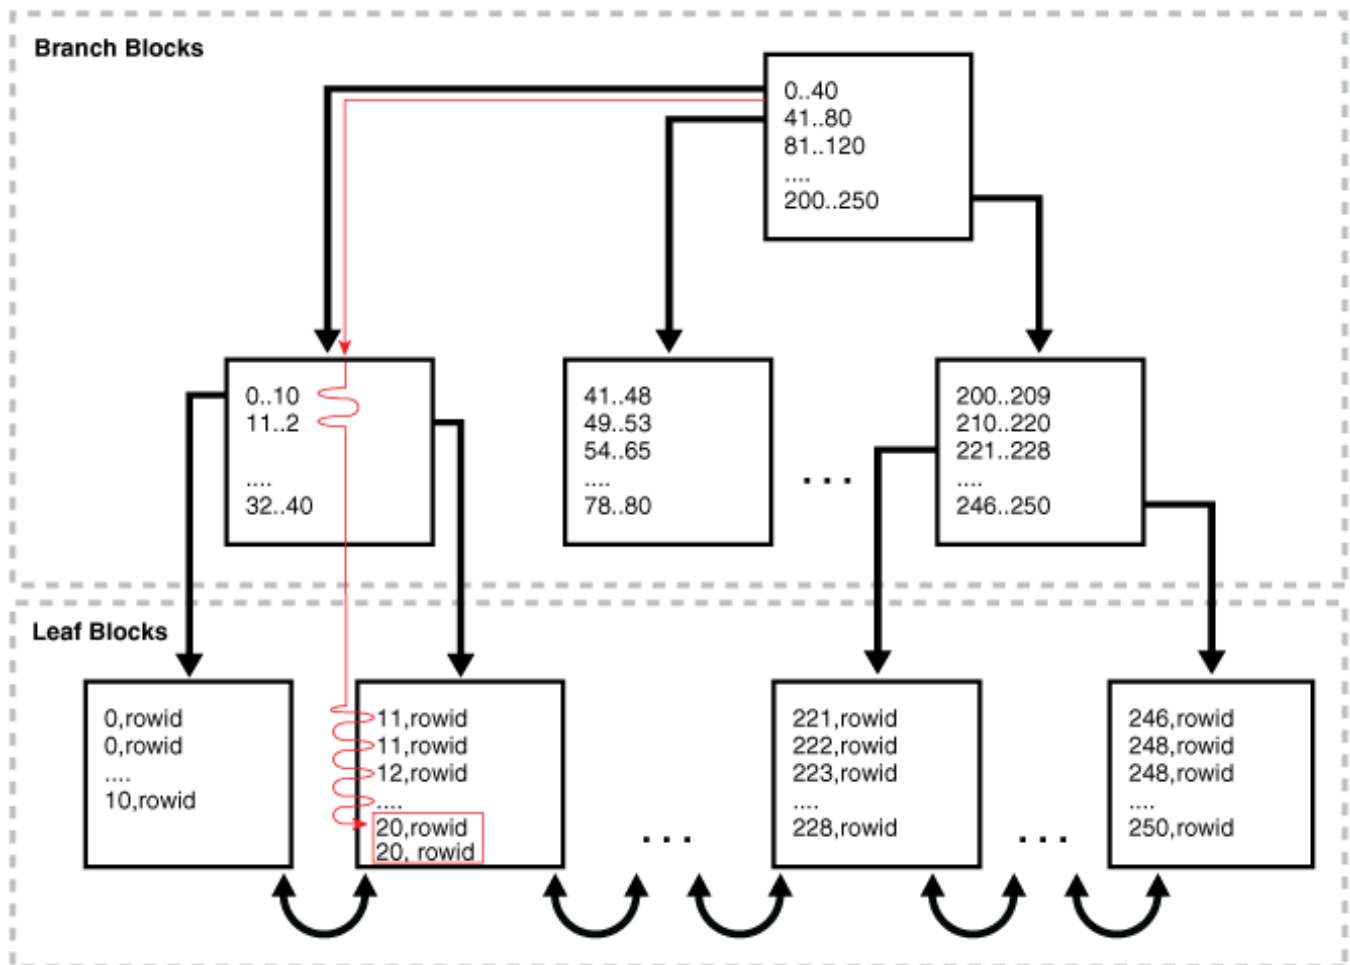 Branch Blocks
0..40
41..80
81..120
....
200..250
0..10
11..2
....
32..40
41..48
49..53
54..65
....
78..80
...
200..209
210..220
221..228
....
246..250
Leaf Blocks
0,rowid
0,rowid
....
10,rowid
11,rowid
11,rowid
12,rowid
....
20,rowid
20, rowid
...
221,rowid
222,rowid
223,rowid
....
228,rowid
...
246,rowid
248,rowid
248,rowid
....
250,rowid